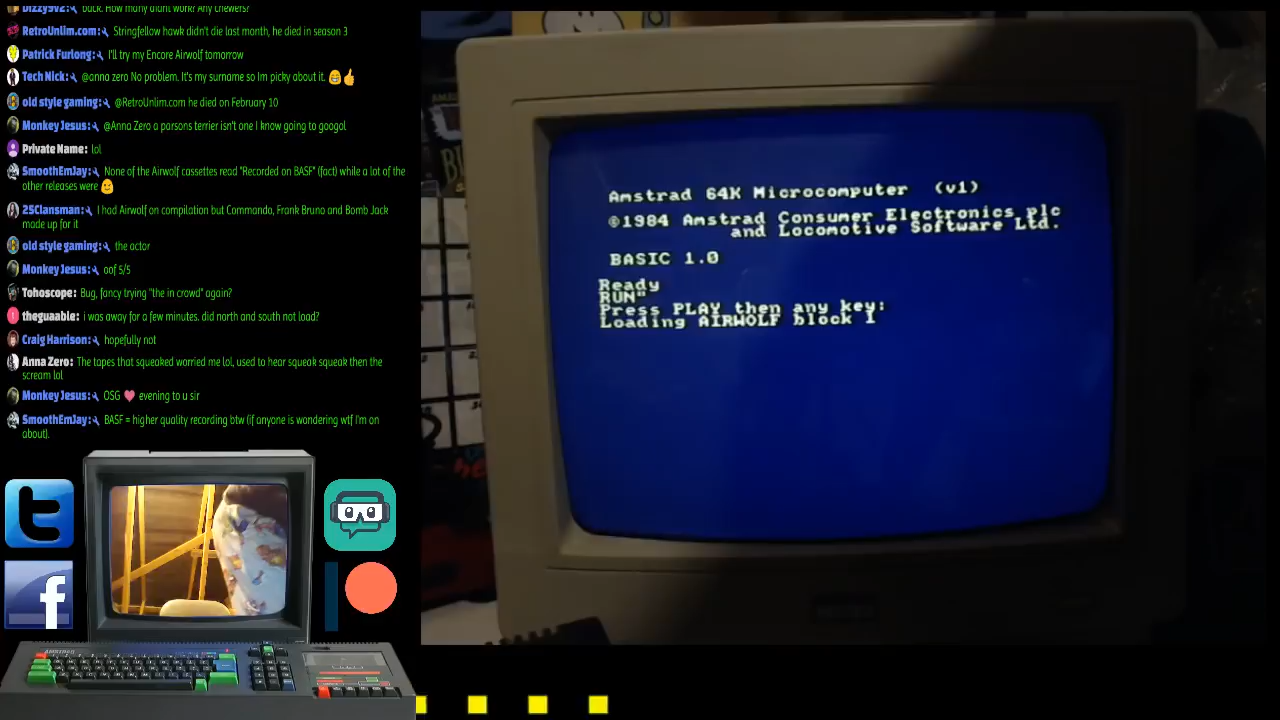 Dizzy9v2: back. How many didnt work? Any chewers?
RetroUnlim.com: Stringfellow hawk didn't die last month, he died in season 3
Patrick Furlong: I'll try my Encore Airwolf tomorrow
Tech Nick: @anna zero No problem. It's my surname so Im picky about it. 😁👍
old style gaming: @RetroUnlim.com he died on February 10
Monkey Jesus: @Anna Zero a parsons terrier isn't one I know going to googol
Private Name: lol
SmoothEmJay: None of the Airwolf cassettes read "Recorded on BASF" (fact) while a lot of the
other releases were
25Clansman: I had Airwolf on compilation but Commando, Frank Bruno and Bomb Jack
made up for it
old style gaming: the actor
Monkey Jesus: oof 5/5
Tohoscope: Bug, fancy trying "the in crowd" again?
theguaable: i was away for a few minutes. did north and south not load?
Craig Harrison: hopefully not
Anna Zero: The tapes that squeaked worried me lol, used to hear squeak squeak then the
scream lol
Monkey Jesus: OSG 💗 evening to u sir
SmoothEmJay: BASF = higher quality recording btw (if anyone is wondering wtf I'm on
about).
AMSTRAD
Amstrad 64K Microcomputer (v1)
©1984 Amstrad Consumer Electronics plc
and Locomotive Software Ltd.
BASIC 1.0
Ready
RUN"
Press PLAY then any key:
Loading AIRWOLF block 1